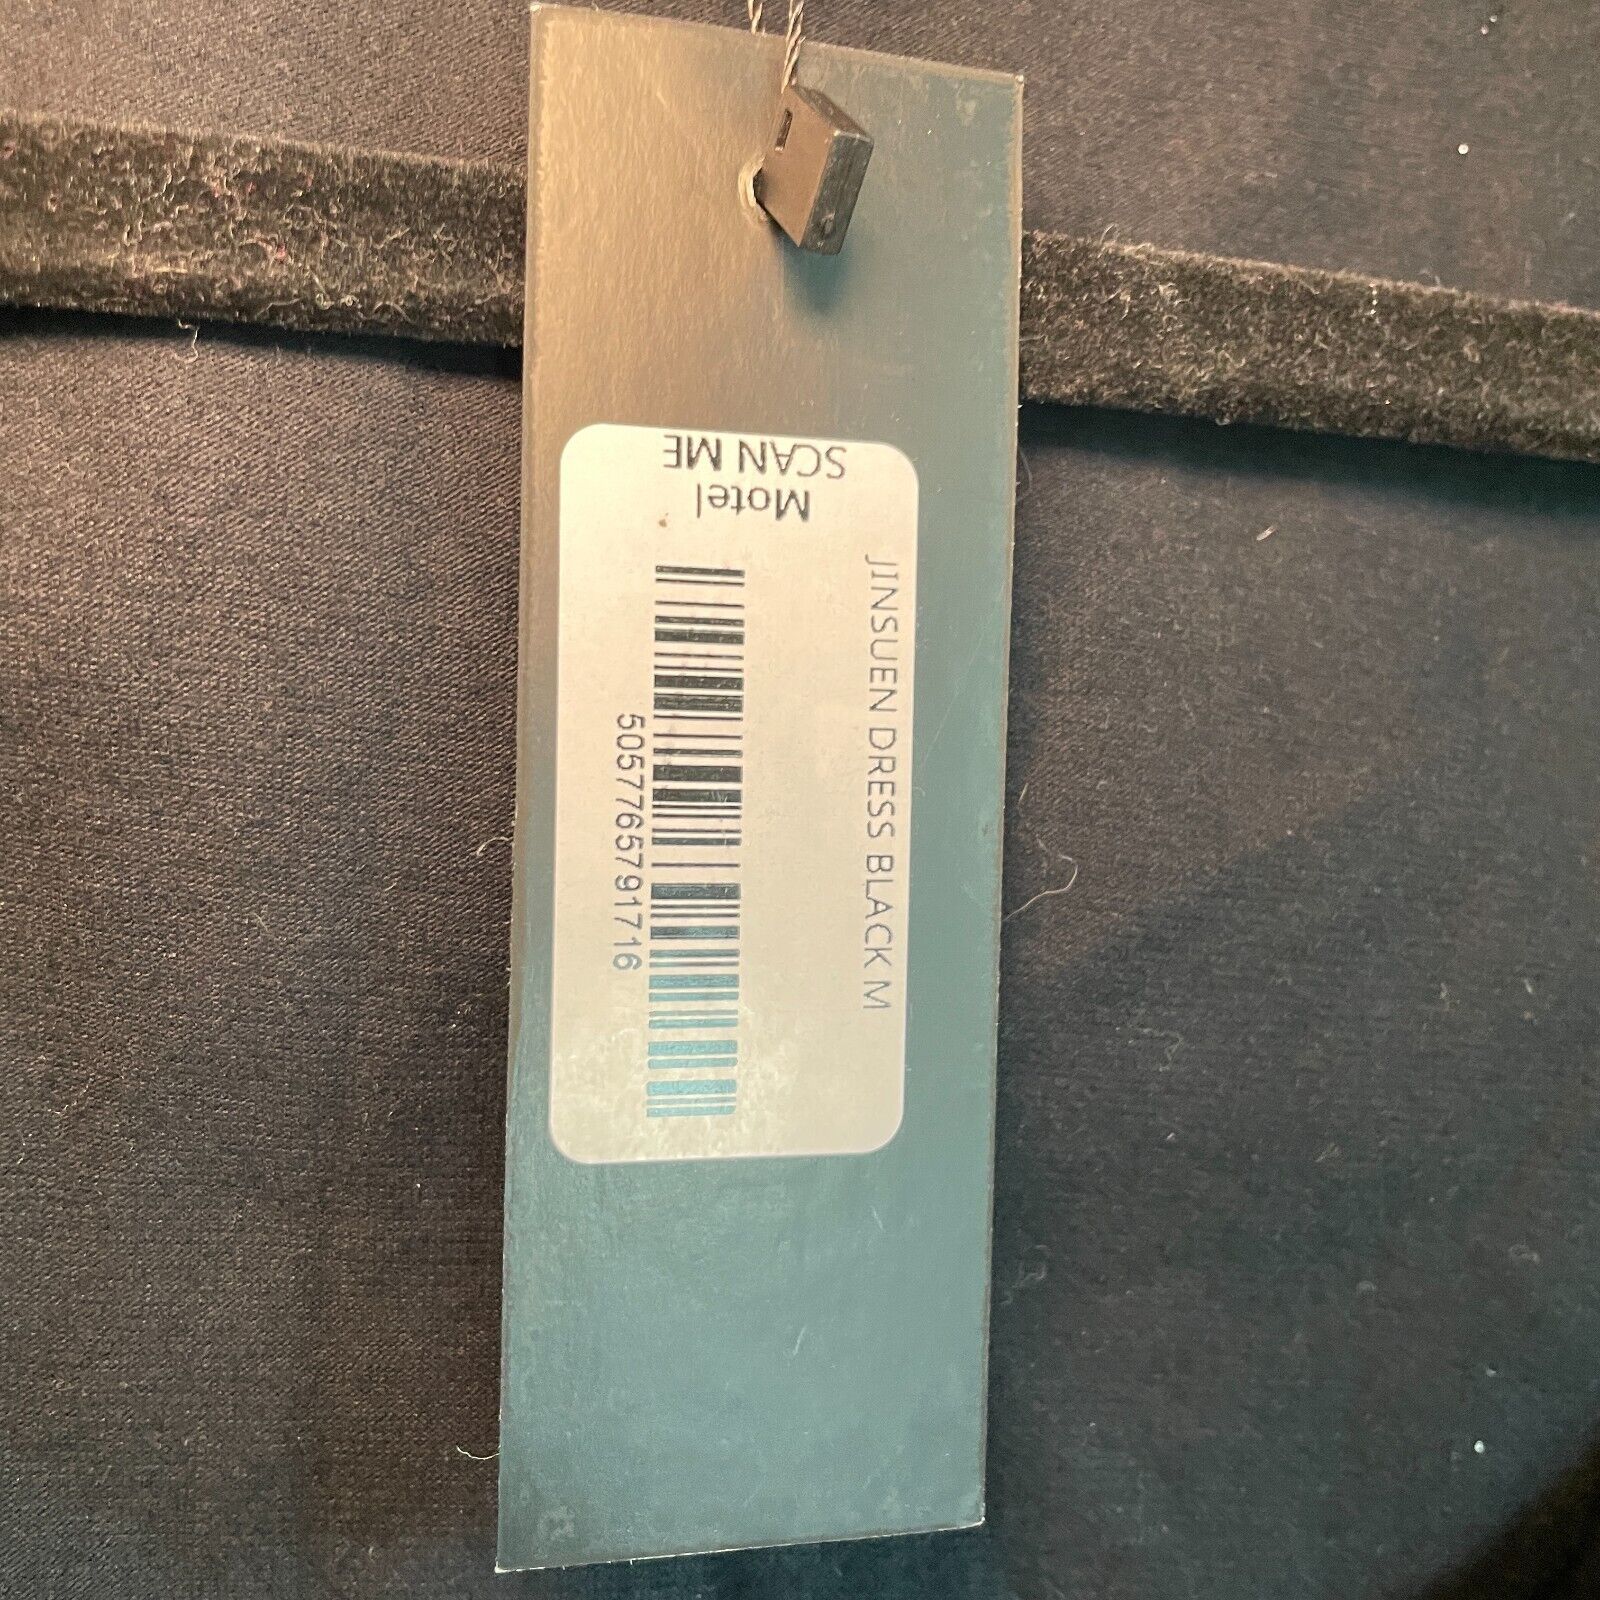 Motel
SCAN ME
JINSUEN DRESS BLACK M
5057765791716